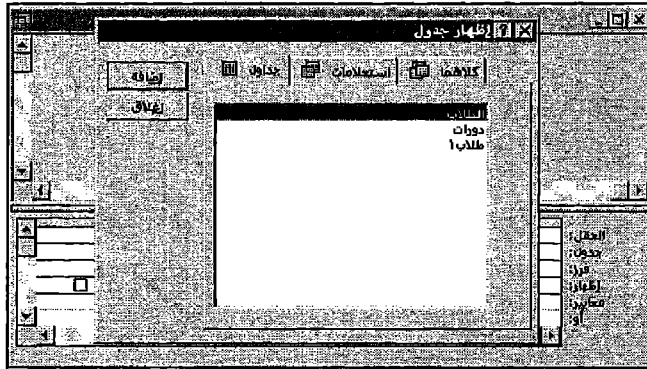 إظهار جدول
جداول
استعلامات
كلاهما
إضافة
إغلاق
الطلاب
دورات
طلاب١
الحقل:
جدول:
فرز:
إظهار:
معايير:
أو: